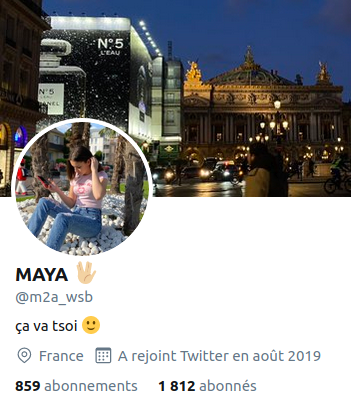 N°5
L'EAU
N°5
CHANEL
MAYA 🖖🏼
@m2a_wsb
ça va tsoi 🙂
France A rejoint Twitter en août 2019
859 abonnements 1 812 abonnés